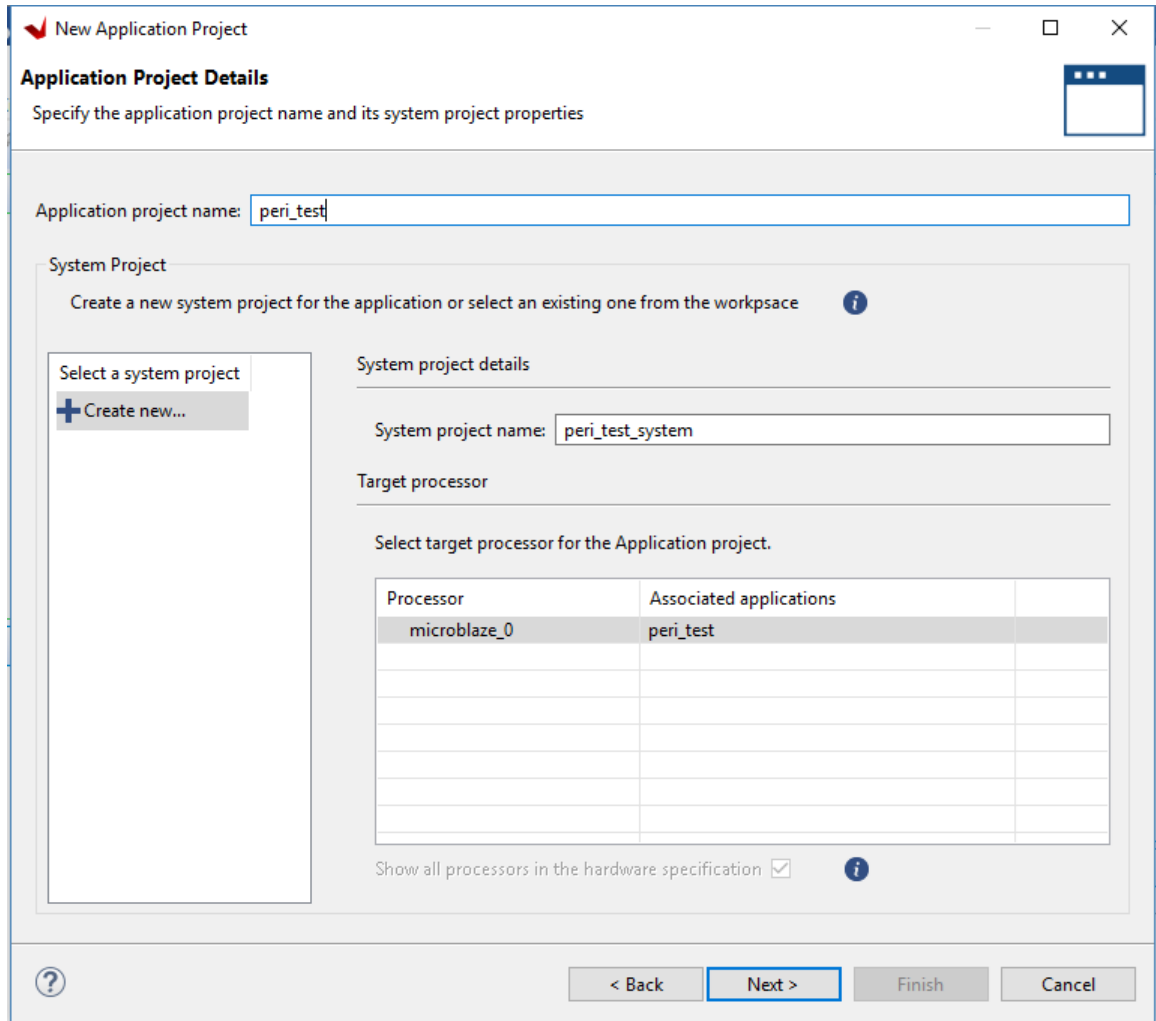 New Application Project
Application Project Details
Specify the application project name and its system project properties
Application project name: peri_test
System Project
Create a new system project for the application or select an existing one from the workpsace
Select a system project
Create new...
System project details
System project name: peri_test_system
Target processor
Select target processor for the Application project.
Processor Associated applications
microblaze_0 peri_test
Show all processors in the hardware specification
< Back Next > Finish Cancel